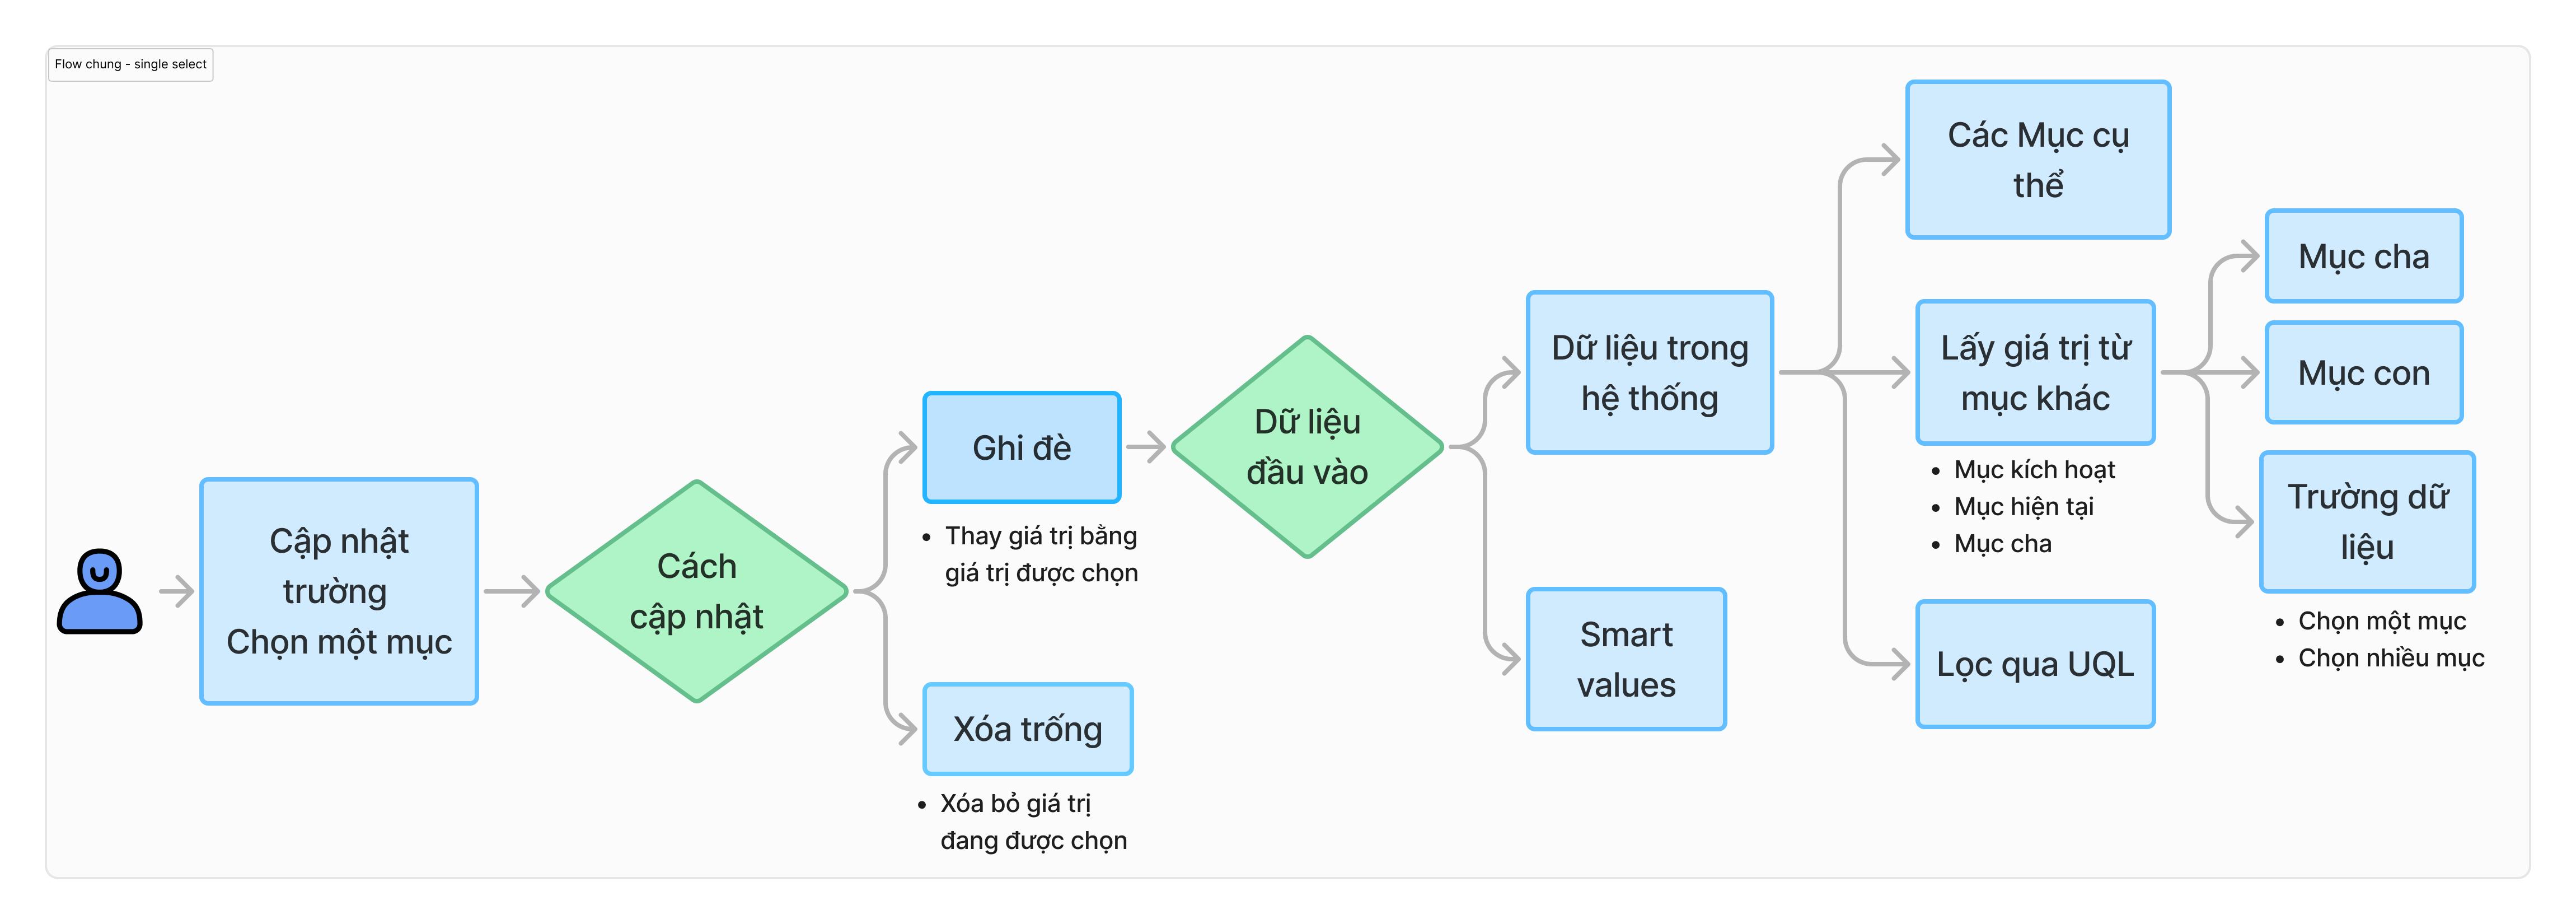 Flow chung - single select
Cập nhật
trường
Chọn một mục
Cách
cập nhật
Ghi đè
• Thay giá trị bằng
giá trị được chọn
Xóa trống
• Xóa bỏ giá trị
đang được chọn
Dữ liệu
đầu vào
Dữ liệu trong
hệ thống
Smart
values
Các Mục cụ
thể
Lấy giá trị từ
mục khác
• Mục kích hoạt
• Mục hiện tại
• Mục cha
Lọc qua UQL
Mục cha
Mục con
Trường dữ
liệu
• Chọn một mục
• Chọn nhiều mục